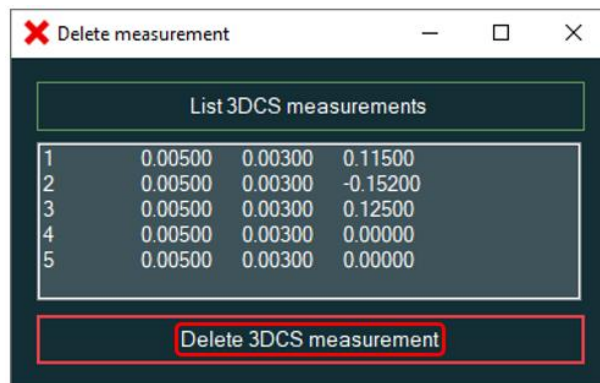 Delete measurement
List 3DCS measurements
1 0.00500 0.00300 0.11500
2 0.00500 0.00300 -0.15200
3 0.00500 0.00300 0.12500
4 0.00500 0.00300 0.00000
5 0.00500 0.00300 0.00000
Delete 3DCS measurement